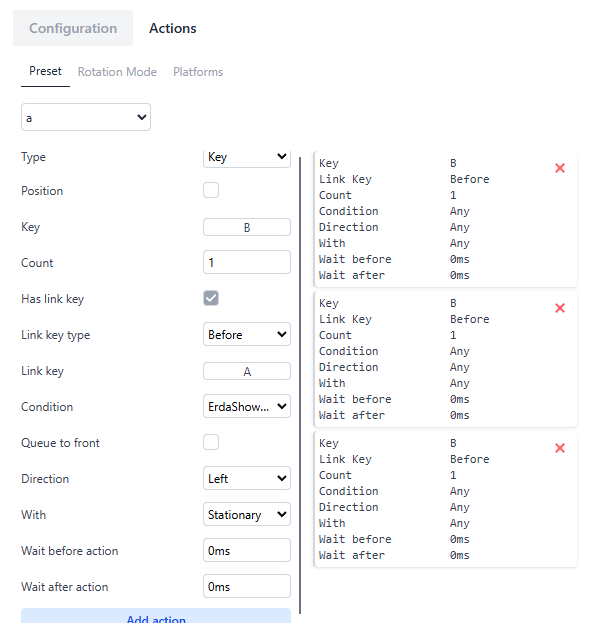 Configuration Actions
Preset Rotation Mode Platforms
a
Type Key
Position
Key B
Count 1
Has link key
Link key type Before
Link key A
Condition ErdaShow...
Queue to front
Direction Left
With Stationary
Wait before action 0ms
Wait after action 0ms
Add action
Key B
Link Key Before
Count 1
Condition Any
Direction Any
With Any
Wait before 0ms
Wait after 0ms
Key B
Link Key Before
Count 1
Condition Any
Direction Any
With Any
Wait before 0ms
Wait after 0ms
Key B
Link Key Before
Count 1
Condition Any
Direction Any
With Any
Wait before 0ms
Wait after 0ms